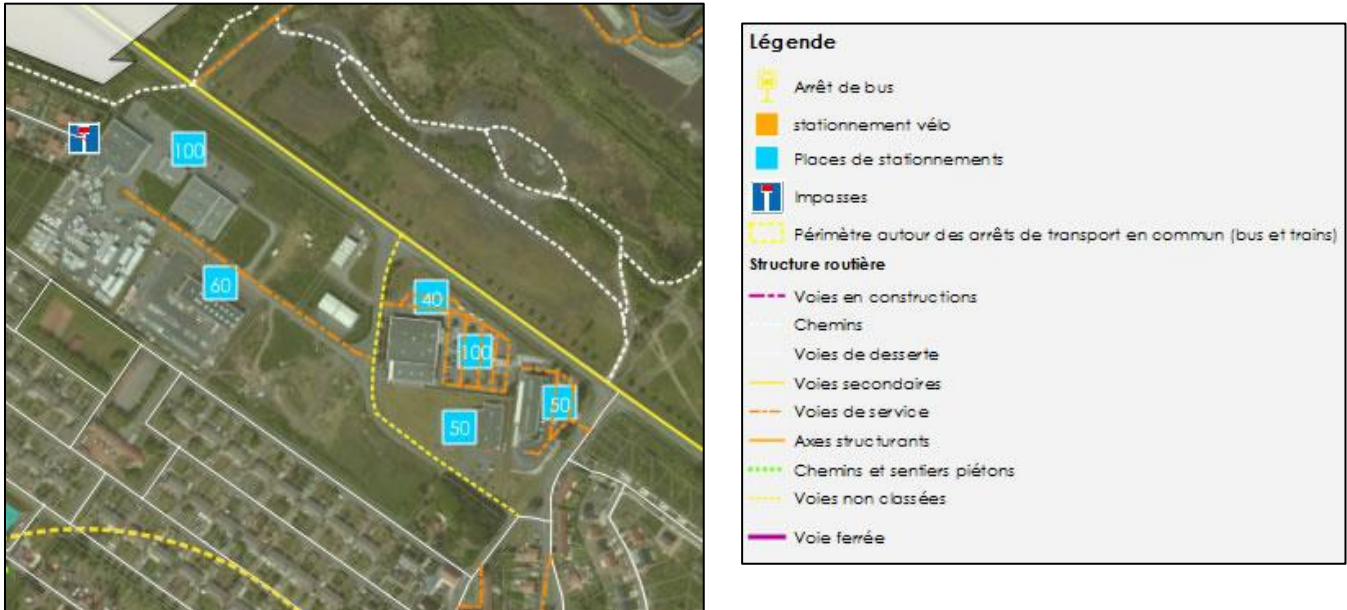 100
60
40
100
50
50
Légende
Arrêt de bus
stationnement vélo
Places de stationnements
Impasses
Périmètre autour des arrêts de transport en commun (bus et trains)
Structure routière
Voies en constructions
Chemins
Voies de desserte
Voies secondaires
Voies de service
Axes structurants
Chemins et sentiers piétons
Voies non classées
Voie ferrée